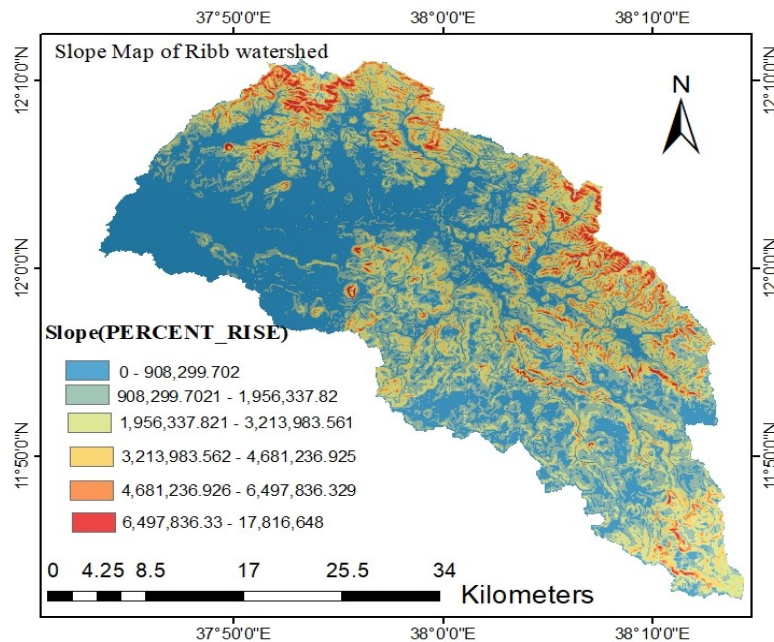 37°50'0"E 38°0'0"E 38°10'0"E
Slope Map of Ribb watershed
12°10'0"N 12°10'0"N
N
12°0'0"N 12°0'0"N
Slope(PERCENT_RISE)
0 - 908,299.702
908,299.7021 - 1,956,337.82
1,956,337.821 - 3,213,983.561
3,213,983.562 - 4,681,236.925
4,681,236.926 - 6,497,836.329
6,497,836.33 - 17,816,648
11°50'0"N 11°50'0"N
0 4.25 8.5 17 25.5 34
Kilometers
37°50'0"E 38°0'0"E 38°10'0"E